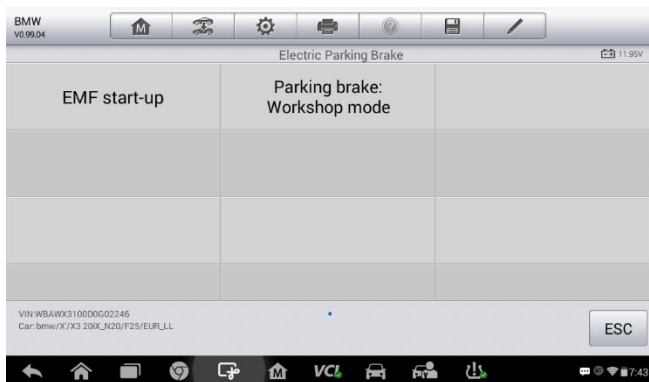 BMW
V0.99.04
M
Electric Parking Brake
11.95V
EMF start-up
Parking brake:
Workshop mode
VIN:WBAWX3100D0G02246
Car: bmw/X'/X3 20iX_N20/F25/EUR_LL
ESC
M
VCI
7:43